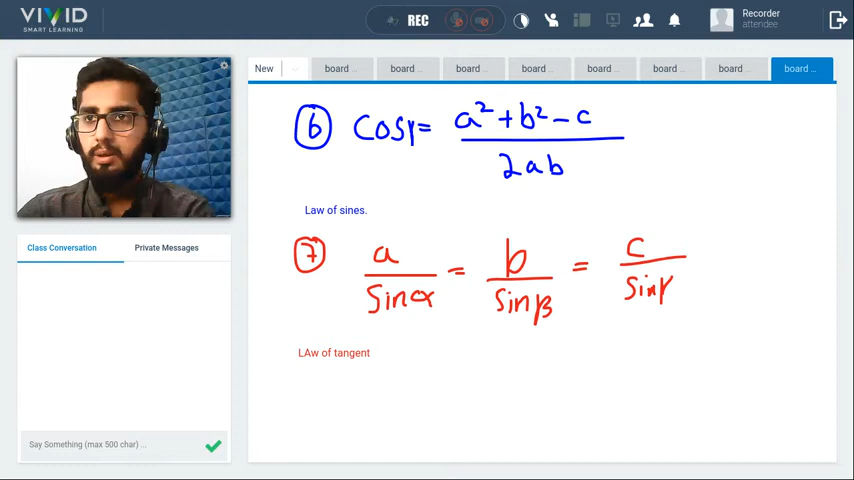 VIVID
SMART LEARNING
REC
Recorder
attendee
New
board ...
board ...
board ...
board ...
board ...
board ...
board ...
board ...
6 cosγ = a² + b² - c / 2ab
Law of sines.
7 a / sinα = b / sinβ = c / sinγ
LAw of tangent
Class Conversation
Private Messages
Say Something (max 500 char) ...